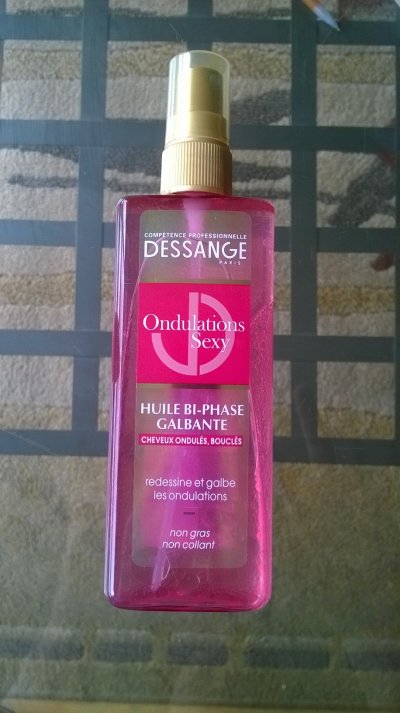 COMPÉTENCE PROFESSIONNELLE
DESSANGE
PARIS
Ondulations
Sexy
HUILE BI-PHASE
GALBANTE
CHEVEUX ONDULÉS, BOUCLÉS
redessine et galbe
les ondulations
non gras
non collant